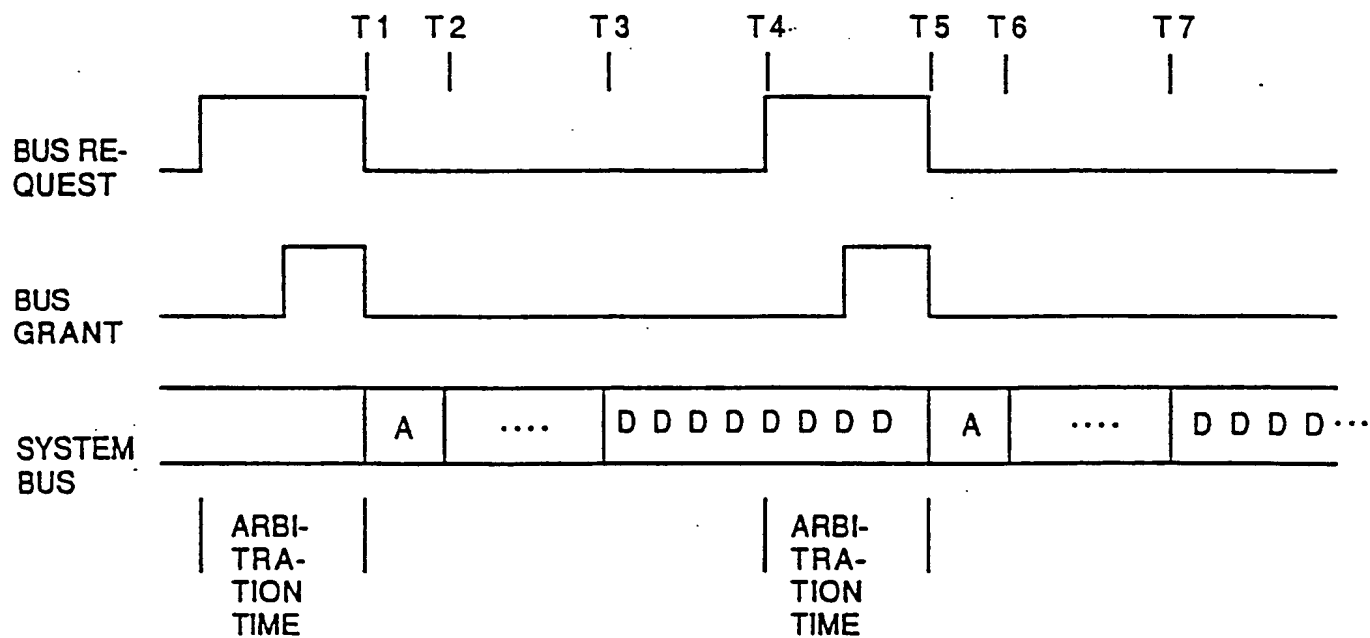 T1 T2 T3 T4 T5 T6 T7
BUS RE-
QUEST
BUS
GRANT
SYSTEM
BUS
A .... D D D D D D D D A .... D D D D ...
ARBI-
TRA-
TION
TIME
ARBI-
TRA-
TION
TIME